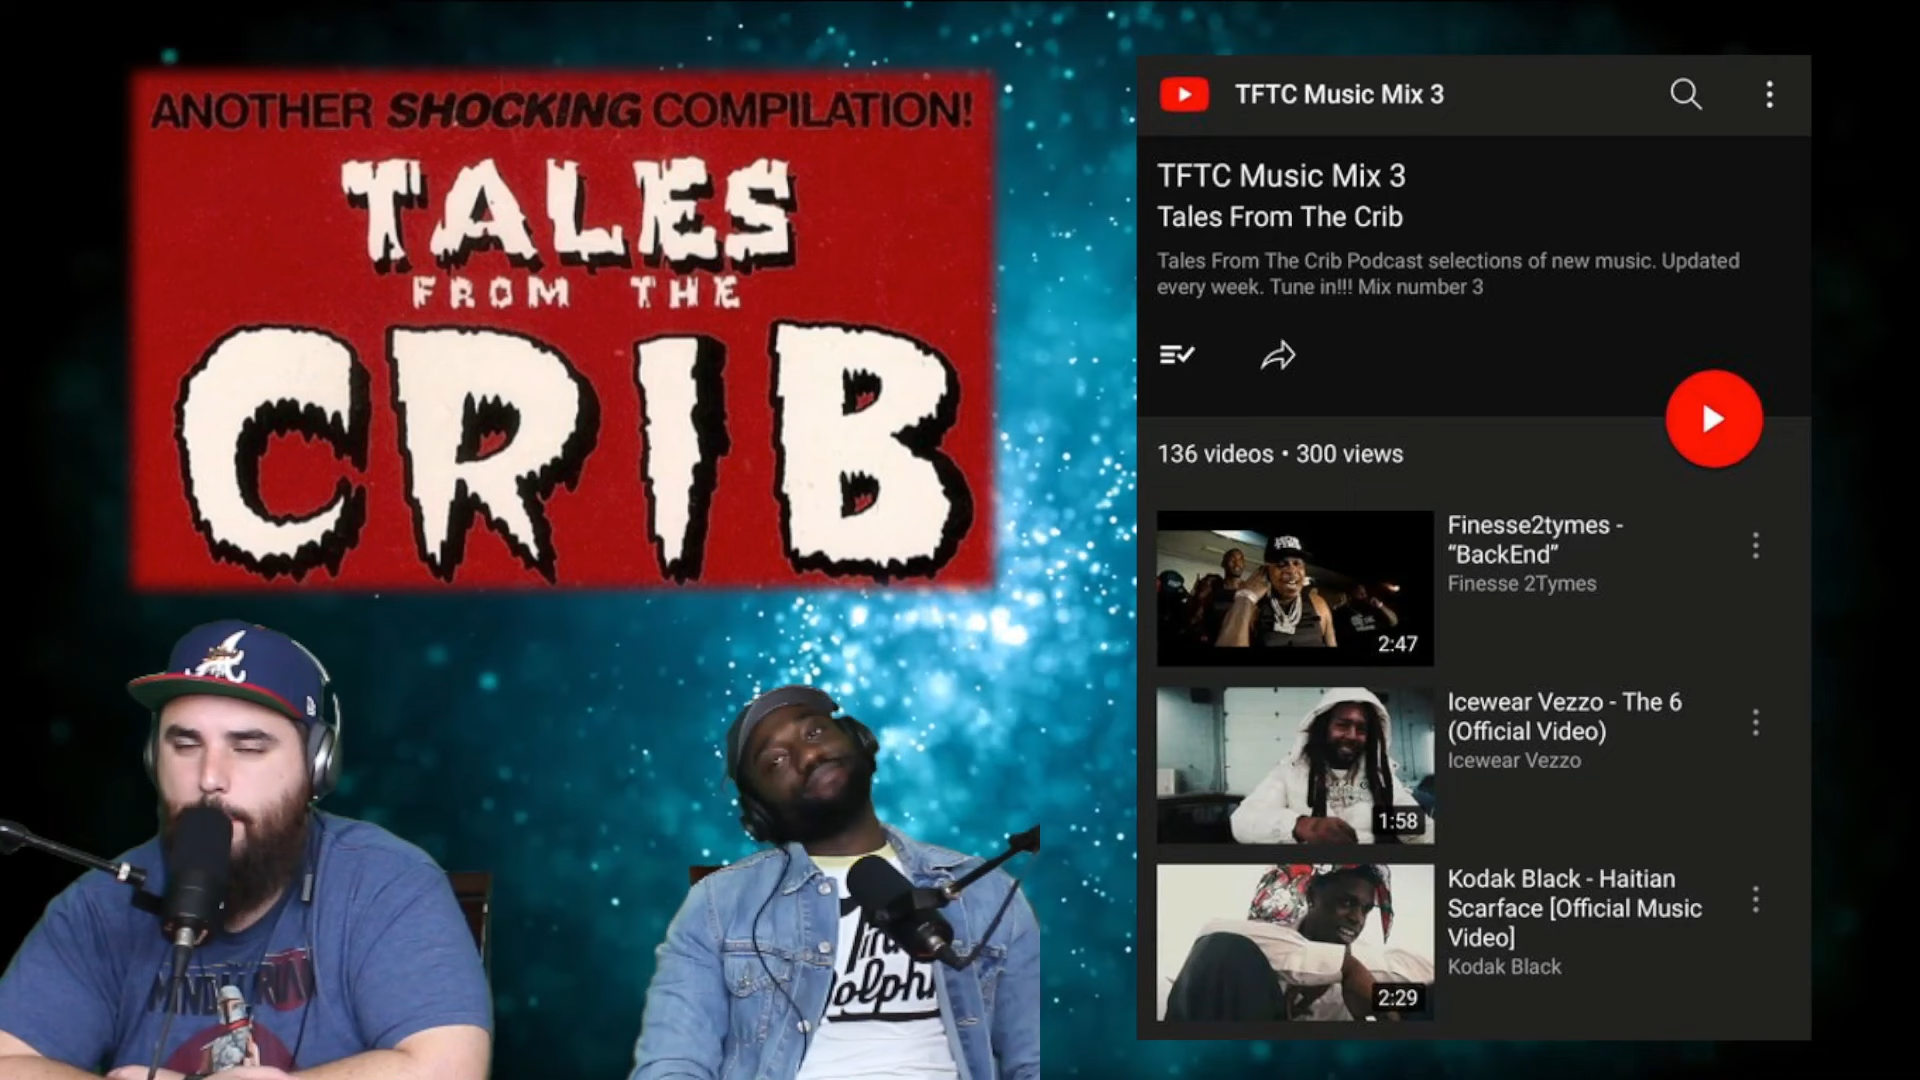 ANOTHER SHOCKING COMPILATION!
TALES
FROM THE
CRIB
TFTC Music Mix 3
TFTC Music Mix 3
Tales From The Crib
Tales From The Crib Podcast selections of new music. Updated
every week. Tune in!!! Mix number 3
136 videos • 300 views
Finesse2tymes -
“BackEnd”
Finesse 2Tymes
2:47
Icewear Vezzo - The 6
(Official Video)
Icewear Vezzo
1:58
Kodak Black - Haitian
Scarface [Official Music
Video]
Kodak Black
2:29